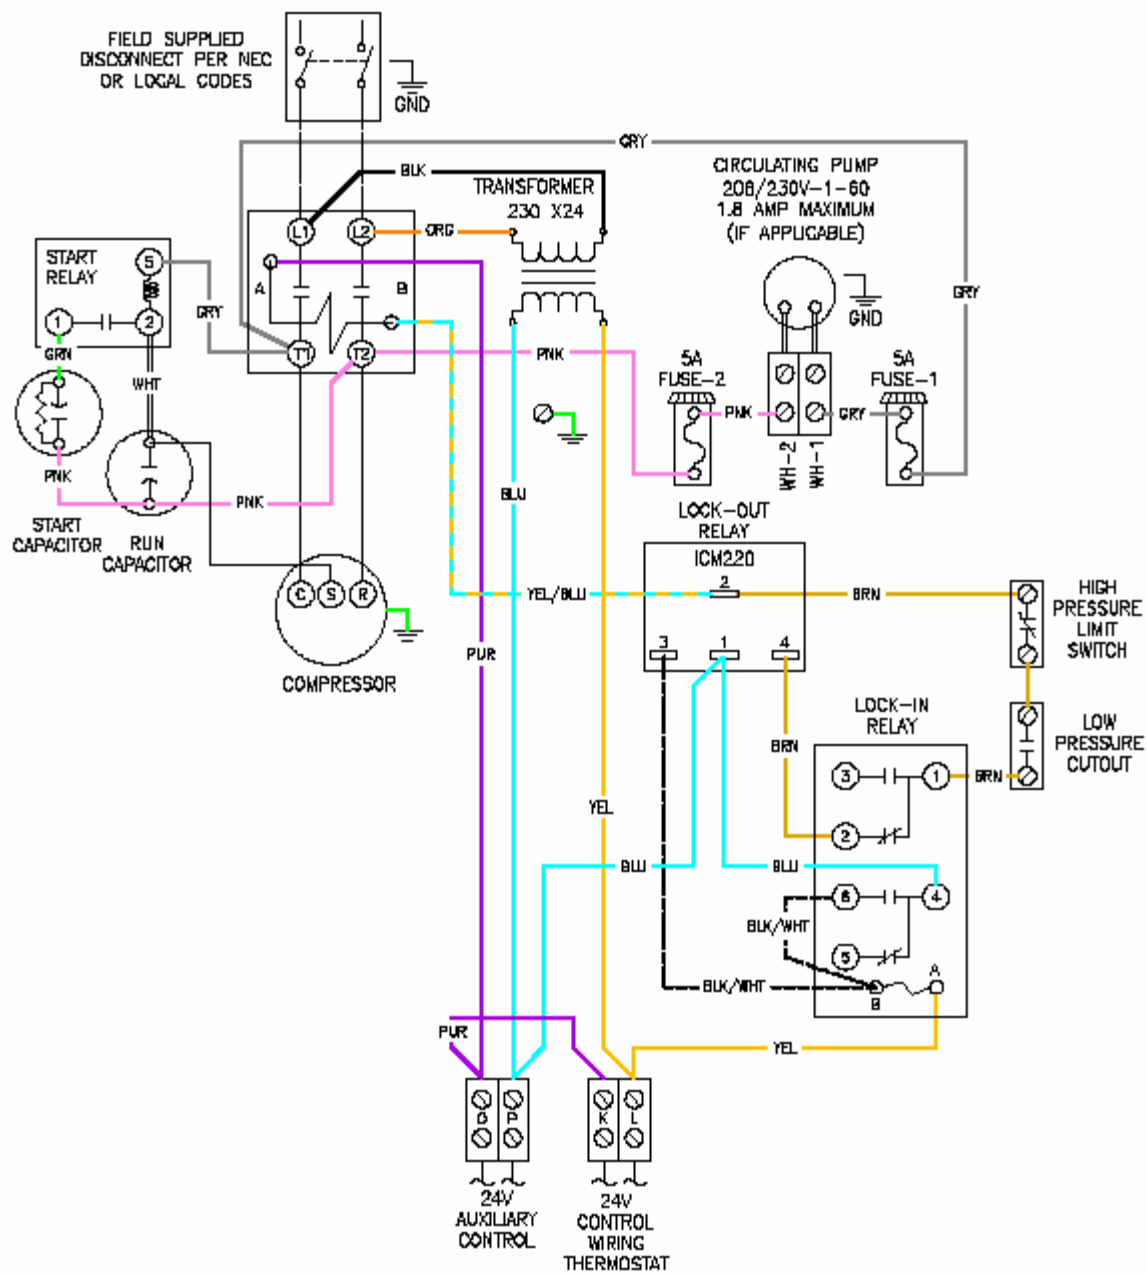 FIELD SUPPLIED
DISCONNECT PER NEC
OR LOCAL CODES
GND
GRY
BLK
TRANSFORMER
230 X24
CIRCULATING PUMP
208/230V-1-60
1.8 AMP MAXIMUM
(IF APPLICABLE)
L1
L2
ORG
START
RELAY
5
A
B
GRY
GRY
GND
1
2
GRN
WHT
T1
T2
PNK
5A
FUSE-2
5A
FUSE-1
PNK
GRY
WH-2
WH-1
PNK
PNK
BLU
START
CAPACITOR
RUN
CAPACITOR
LOCK-OUT
RELAY
ICM220
2
YEL/BLU
BRN
C
S
R
HIGH
PRESSURE
LIMIT
SWITCH
3
1
4
PUR
COMPRESSOR
LOCK-IN
RELAY
LOW
PRESSURE
CUTOUT
BRN
3
1
BRN
YEL
2
BLU
BLU
6
4
BLK/WHT
5
A
BLK/WHT
B
PUR
YEL
P
K
L
24V
AUXILIARY
CONTROL
24V
CONTROL
WIRING
THERMOSTAT